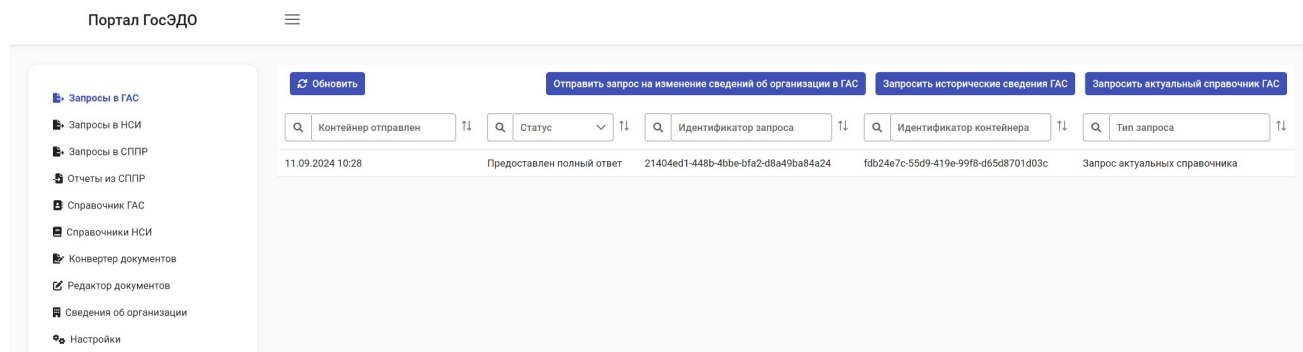 Портал ГосЭДО
Запросы в ГАС
Запросы в НСИ
Запросы в СППР
Отчеты из СППР
Справочник ГАС
Справочники НСИ
Конвертер документов
Редактор документов
Сведения об организации
Настройки
Обновить Отправить запрос на изменение сведений об организации в ГАС Запросить исторические сведения ГАС Запросить актуальный справочник ГАС
Контейнер отправлен Статус Идентификатор запроса Идентификатор контейнера Тип запроса
11.09.2024 10:28 Предоставлен полный ответ 21404ed1-448b-4bbe-bfa2-d8a49ba84a24 fdb24e7c-55d9-419e-99f8-d65d8701d03c Запрос актуальных справочника